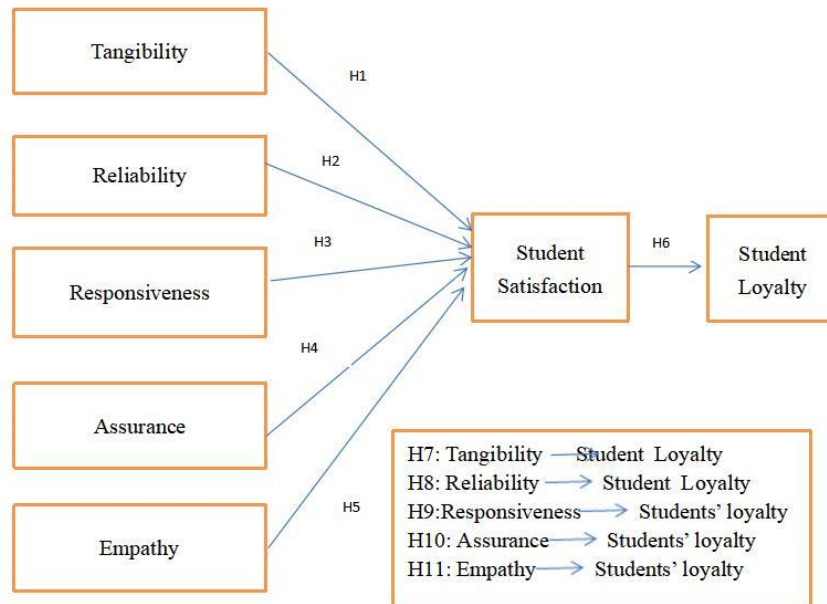 Tangibility
H1
Reliability
H2
H3
Responsiveness
Student
Satisfaction
H6
Student
Loyalty
H4
Assurance
H5
Empathy
H7: Tangibility Student Loyalty
H8: Reliability Student Loyalty
H9:Responsiveness Students' loyalty
H10: Assurance Students' loyalty
H11: Empathy Students' loyalty